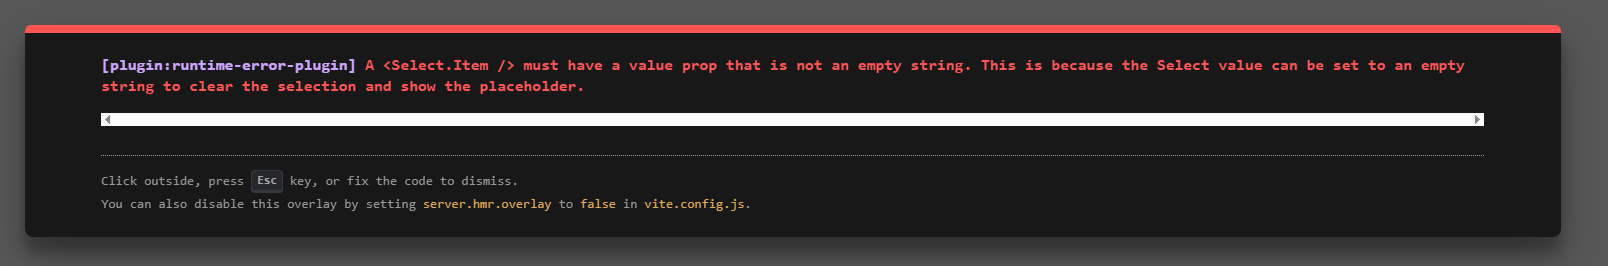 [plugin:runtime-error-plugin] A <Select.Item /> must have a value prop that is not an empty string. This is because the Select value can be set to an empty
string to clear the selection and show the placeholder.
Click outside, press Esc key, or fix the code to dismiss.
You can also disable this overlay by setting server.hmr.overlay to false in vite.config.js.